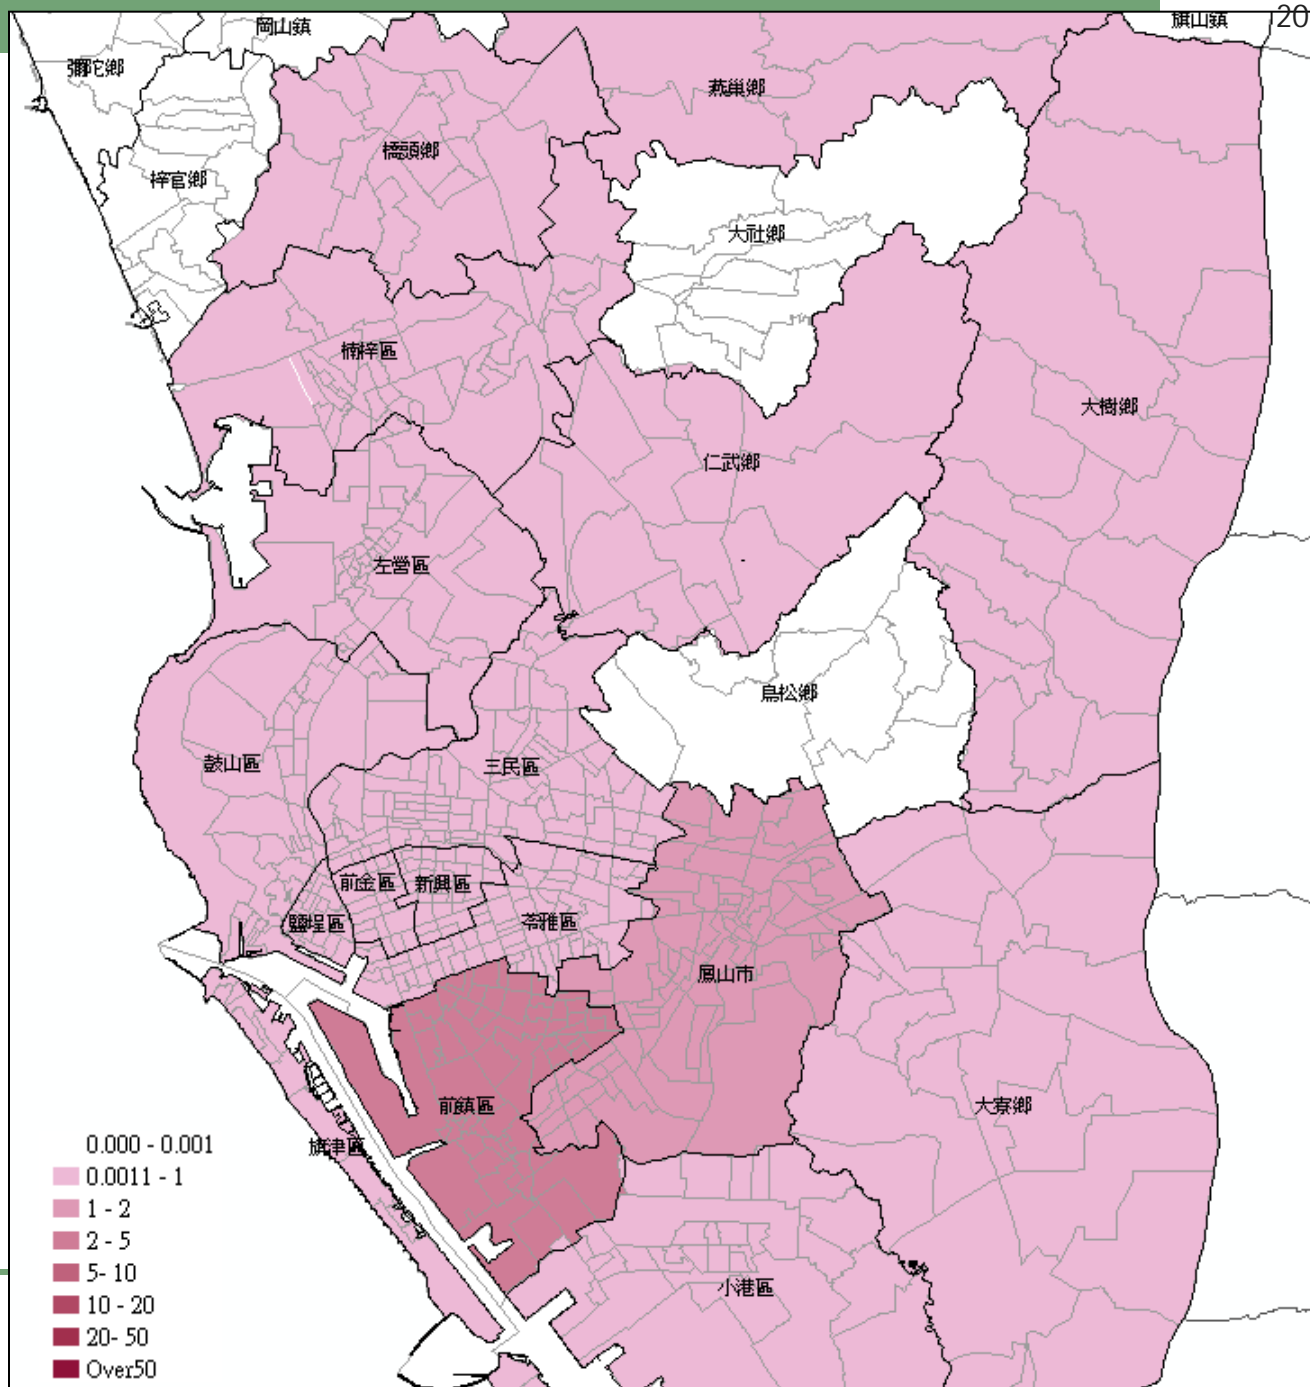 20
旗山鎮
岡山鎮
彌陀鄉
燕巢鄉
橋頭鄉
梓官鄉
大社鄉
楠梓區
大樹鄉
仁武鄉
左營區
鳥松鄉
鼓山區
三民區
前金區
新興區
鹽埕區
苓雅區
鳳山市
前鎮區
大寮鄉
旗津區
小港區
0.000 - 0.001
0.0011 - 1
1 - 2
2 - 5
5- 10
10 - 20
20- 50
Over50